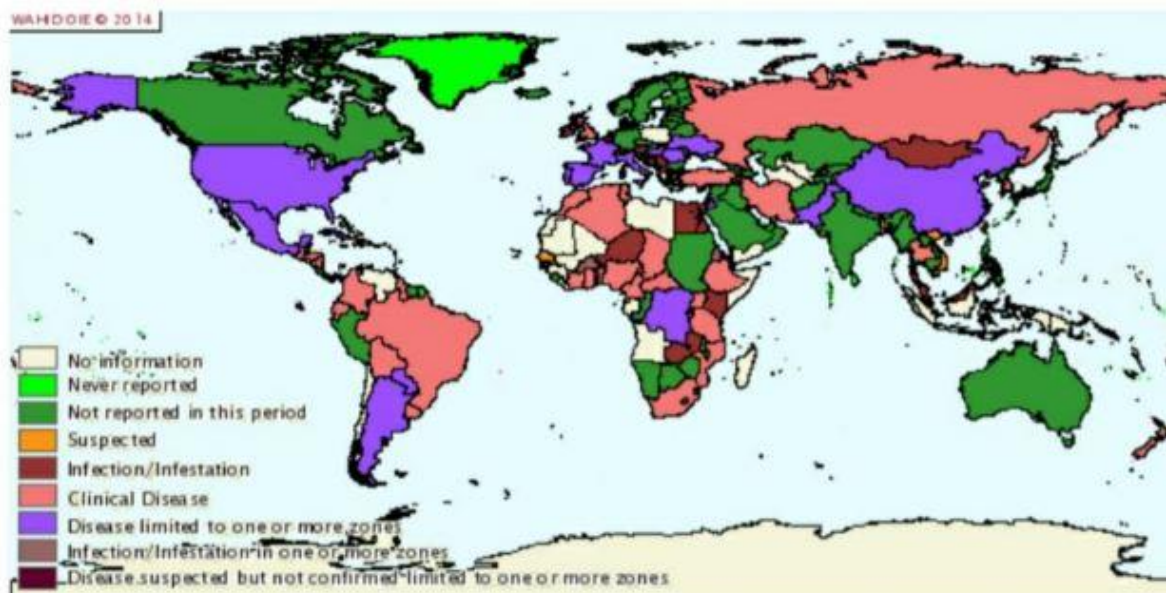 WAHIDOIE © 2014
No information
Never reported
Not reported in this period
Suspected
Infection/Infestation
Clinical Disease
Disease limited to one or more zones
Infection/Infestation in one or more zones
Disease suspected but not confirmed limited to one or more zones